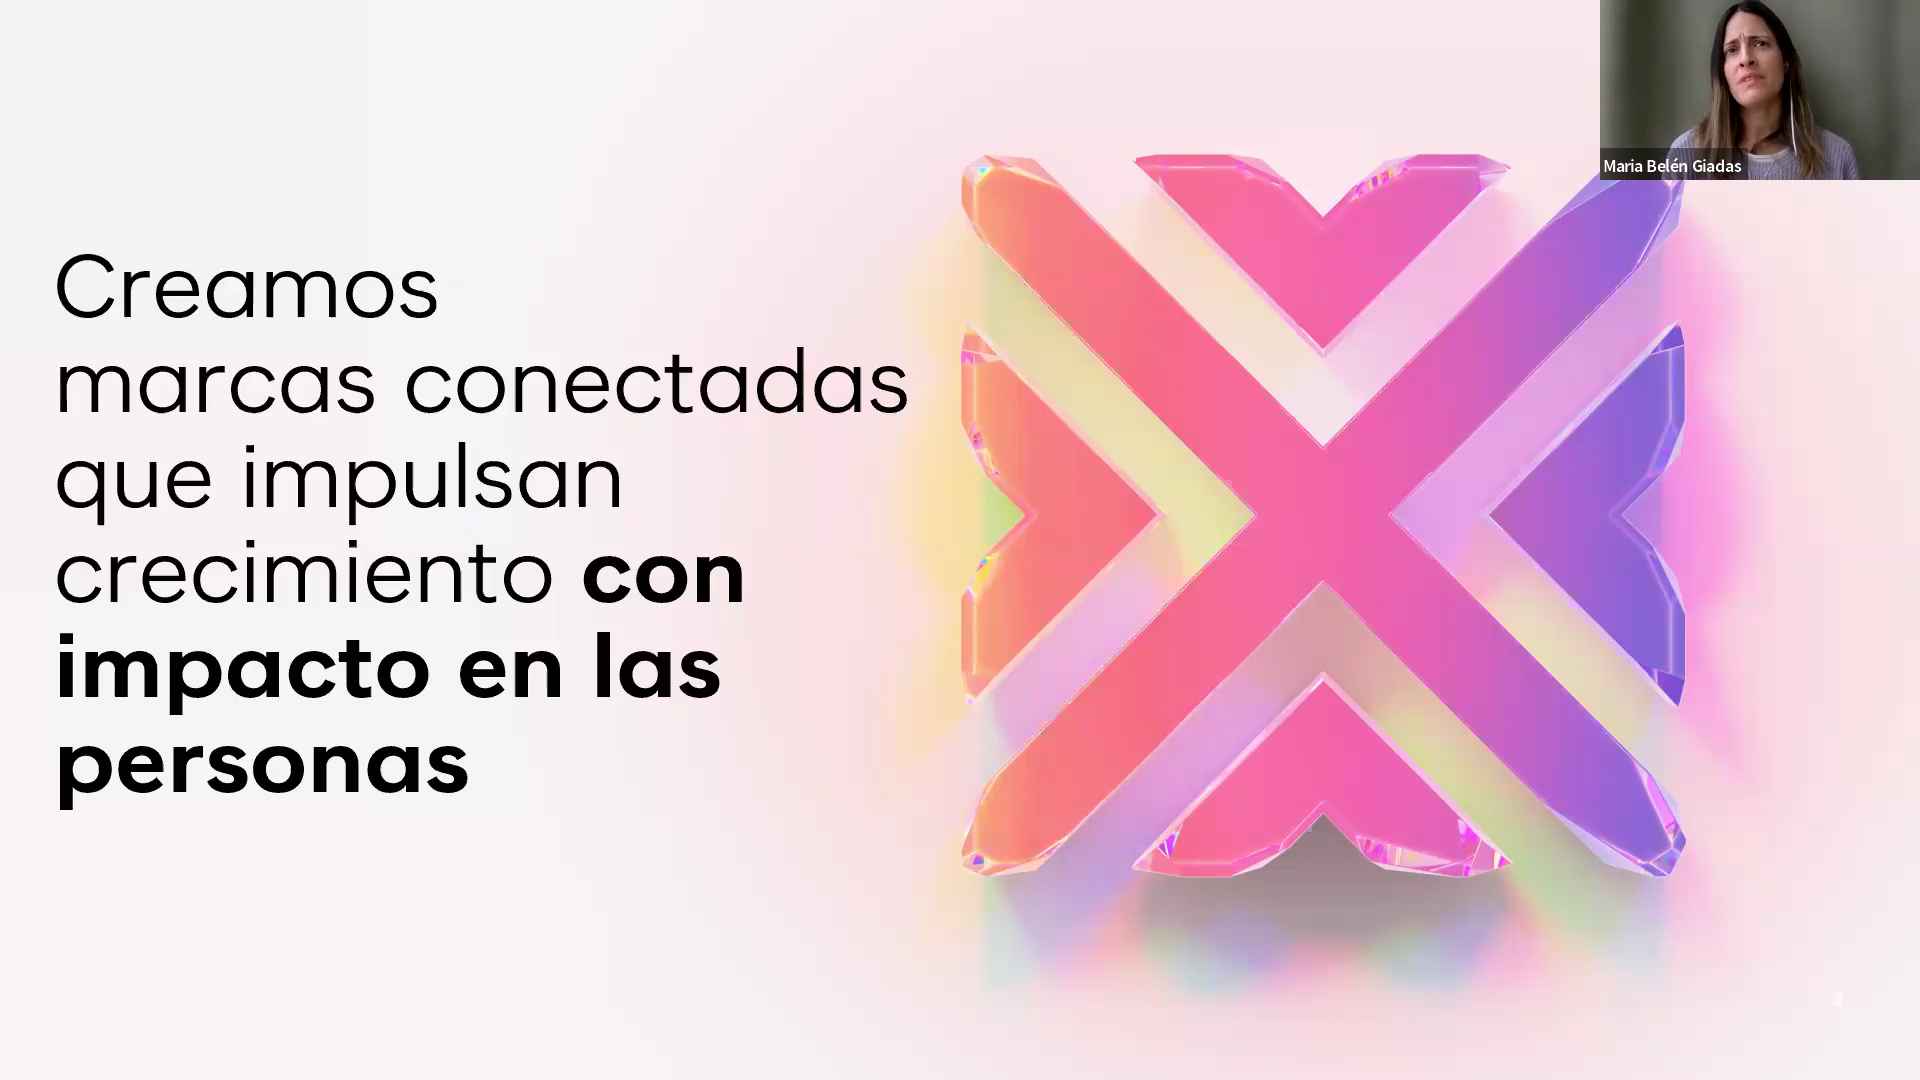 Creamos
marcas conectadas
que impulsan
crecimiento con
impacto en las
personas
Maria Belén Giadas